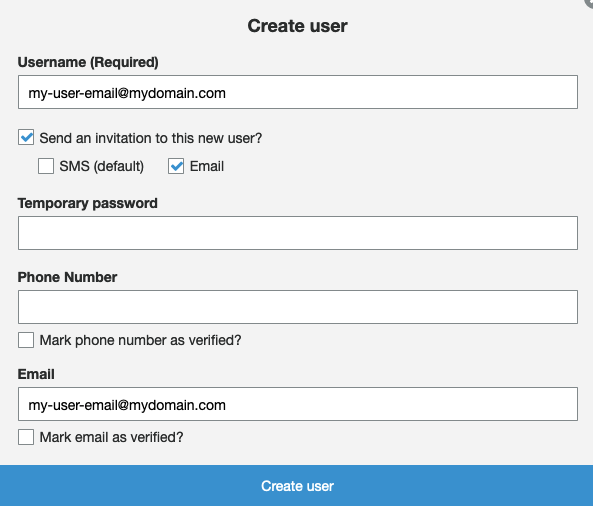 Create user
Username (Required)
my-user-email@mydomain.com
Send an invitation to this new user?
SMS (default) Email
Temporary password
Phone Number
Mark phone number as verified?
Email
my-user-email@mydomain.com
Mark email as verified?
Create user